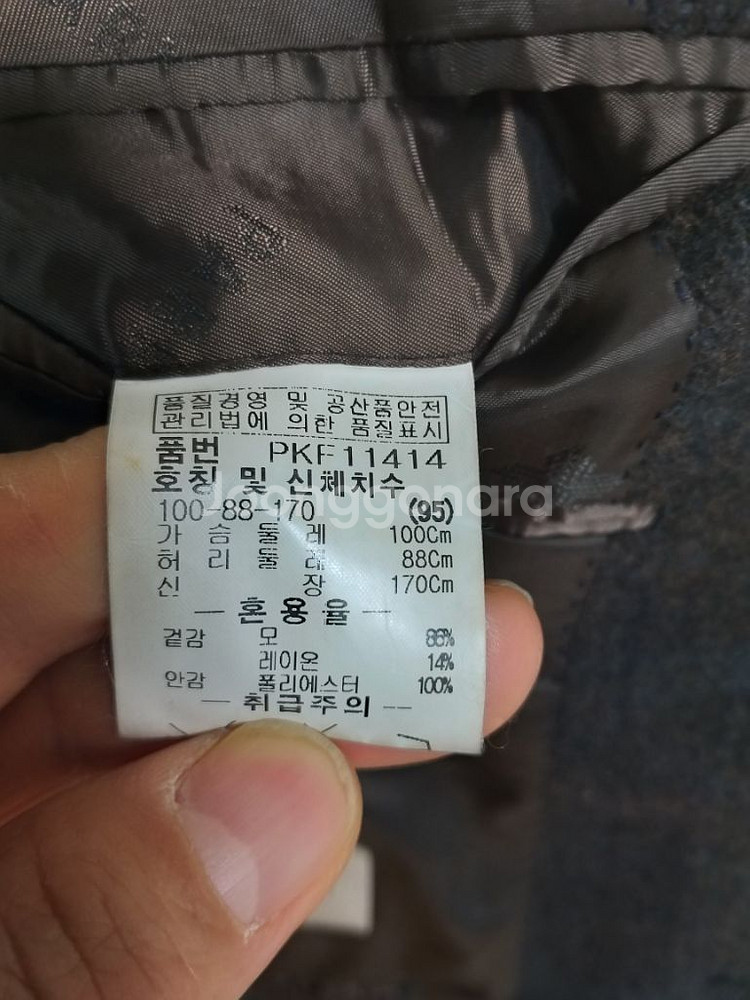 품질경영 및 공산품안전
관리법에 의한 품질표시
품번 PKF11414
호칭 및 신체치수
Joonggonara
100-88-170 (95)
가 슴 둘 레 100Cm
허 리 둘 레 88Cm
신 장 170Cm
— 혼 용 율 —
겉감 모 86%
레이온 14%
안감 폴리에스터 100%
— 취급주의 —